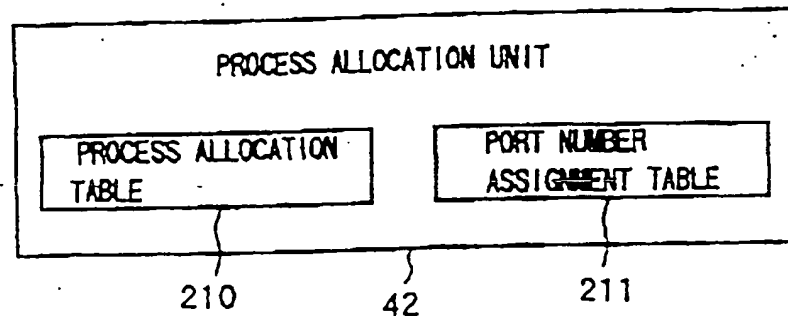 PROCESS ALLOCATION UNIT
PROCESS ALLOCATION
TABLE
PORT NUMBER
ASSIGNMENT TABLE
210
42
211